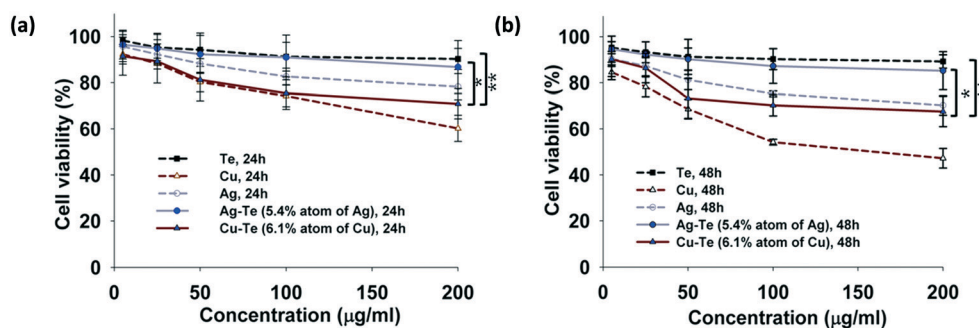 (a)
100
80
60
40
20
0
Cell viability (%)
Te, 24h
Cu, 24h
Ag, 24h
Ag-Te (5.4% atom of Ag), 24h
Cu-Te (6.1% atom of Cu), 24h
*
**
0
50
100
150
200
Concentration (μg/ml)
(b)
100
80
60
40
20
0
Cell viability (%)
Te, 48h
Cu, 48h
Ag, 48h
Ag-Te (5.4% atom of Ag), 48h
Cu-Te (6.1% atom of Cu), 48h
*
0
50
100
150
200
Concentration (μg/ml)